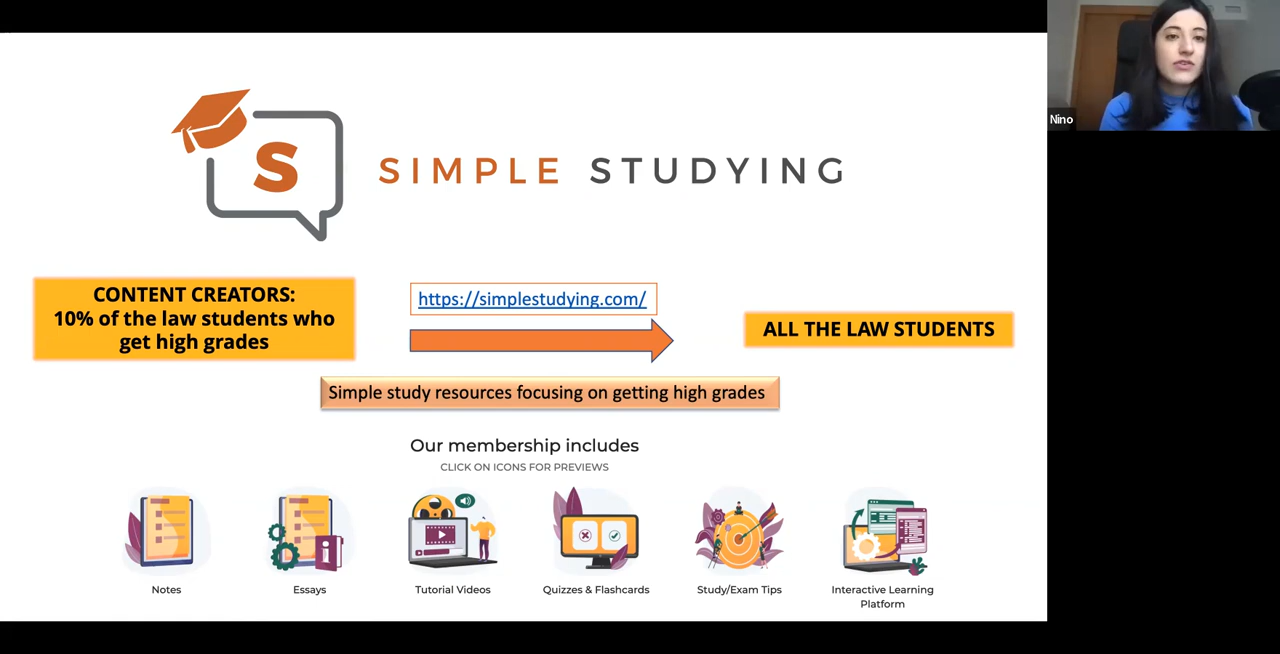 S
SIMPLE STUDYING
Nino
CONTENT CREATORS:
10% of the law students who
get high grades
https://simplestudying.com/
ALL THE LAW STUDENTS
Simple study resources focusing on getting high grades
Our membership includes
CLICK ON ICONS FOR PREVIEWS
Notes
Essays
Tutorial Videos
Quizzes & Flashcards
Study/Exam Tips
Interactive Learning
Platform